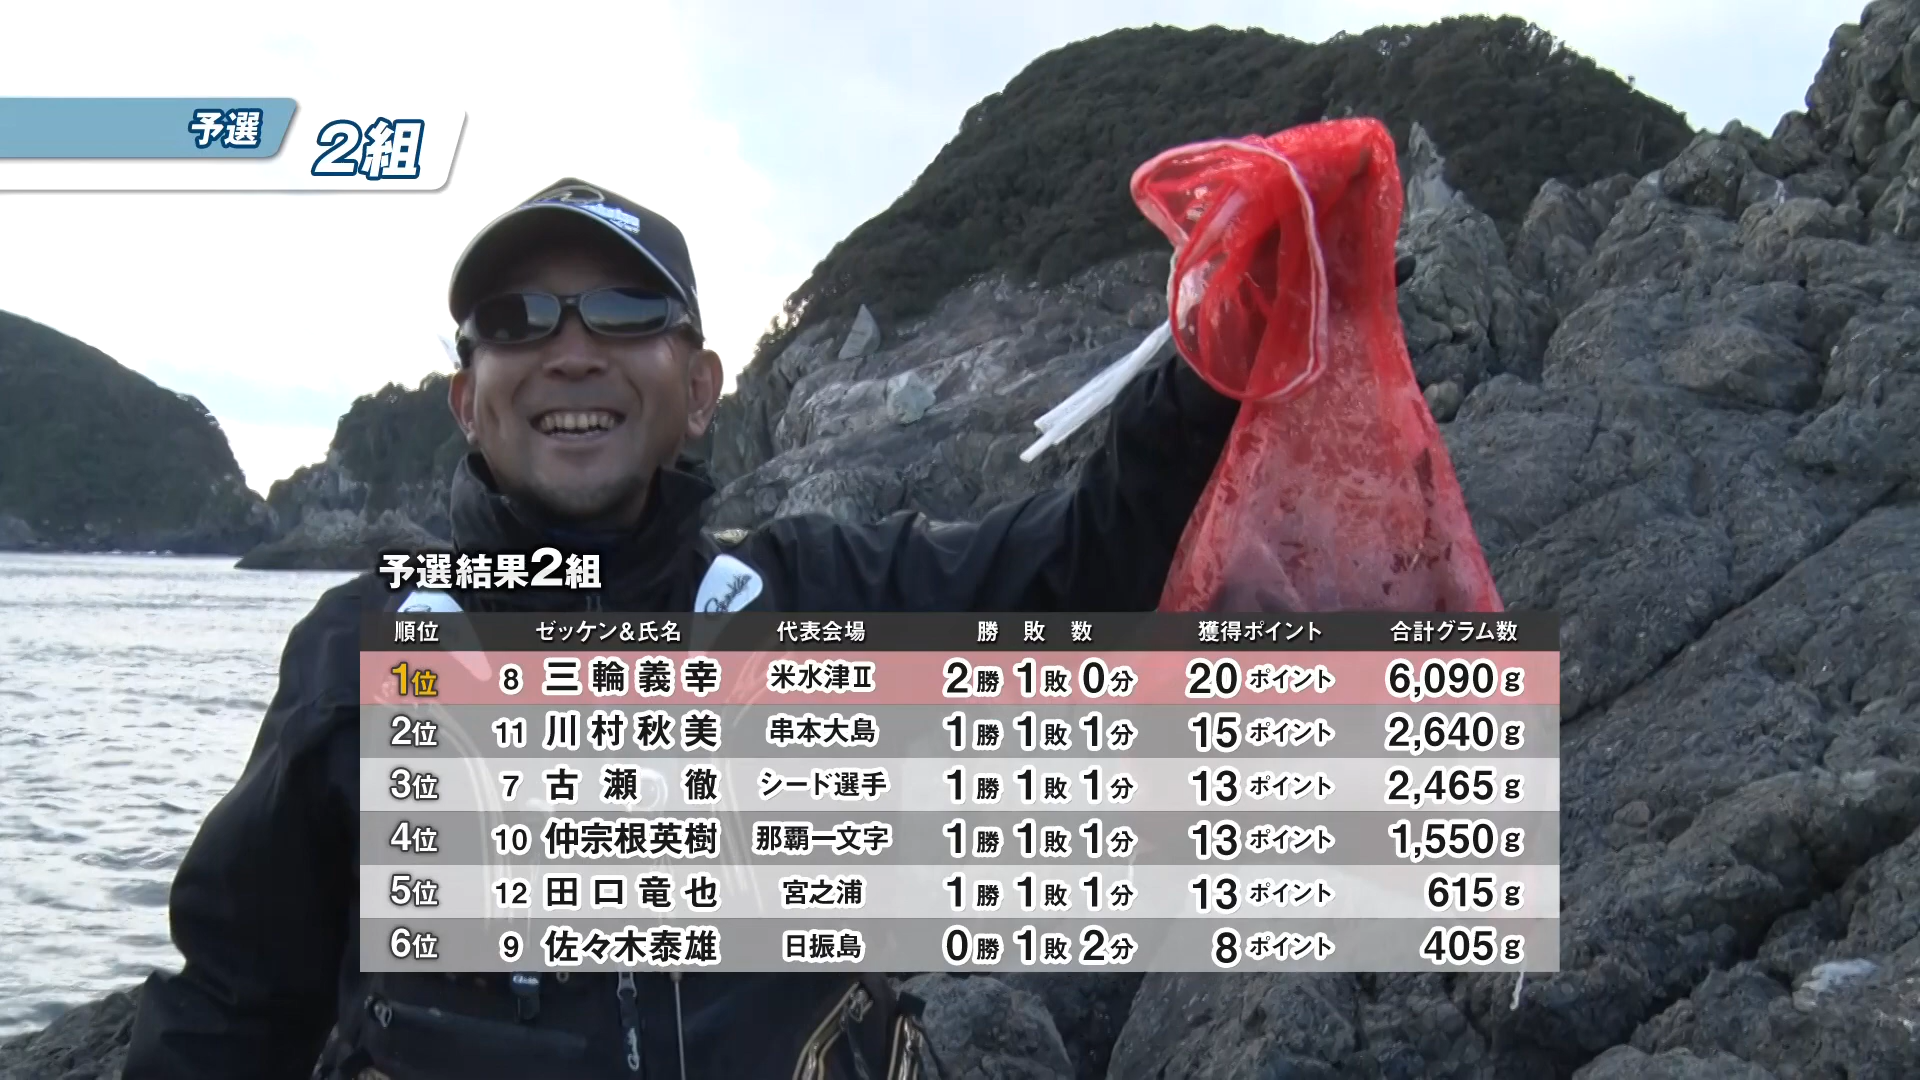 予選 2組
予選結果2組
順位 ゼッケン&氏名 代表会場 勝 敗 数 獲得ポイント 合計グラム数
1位 8 三輪義幸 米水津Ⅱ 2勝 1敗 0分 20ポイント 6,090g
2位 11 川村秋美 串本大島 1勝 1敗 1分 15ポイント 2,640g
3位 7 古瀬 徹 シード選手 1勝 1敗 1分 13ポイント 2,465g
4位 10 仲宗根英樹 那覇一文字 1勝 1敗 1分 13ポイント 1,550g
5位 12 田口竜也 宮之浦 1勝 1敗 1分 13ポイント 615g
6位 9 佐々木泰雄 日振島 0勝 1敗 2分 8ポイント 405g